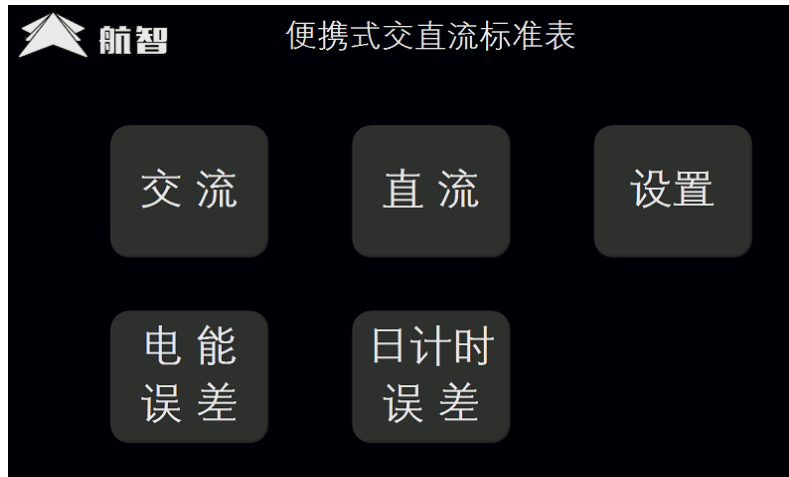 航智
便携式交直流标准表
交 流
直 流
设置
电 能
误 差
日计时
误 差